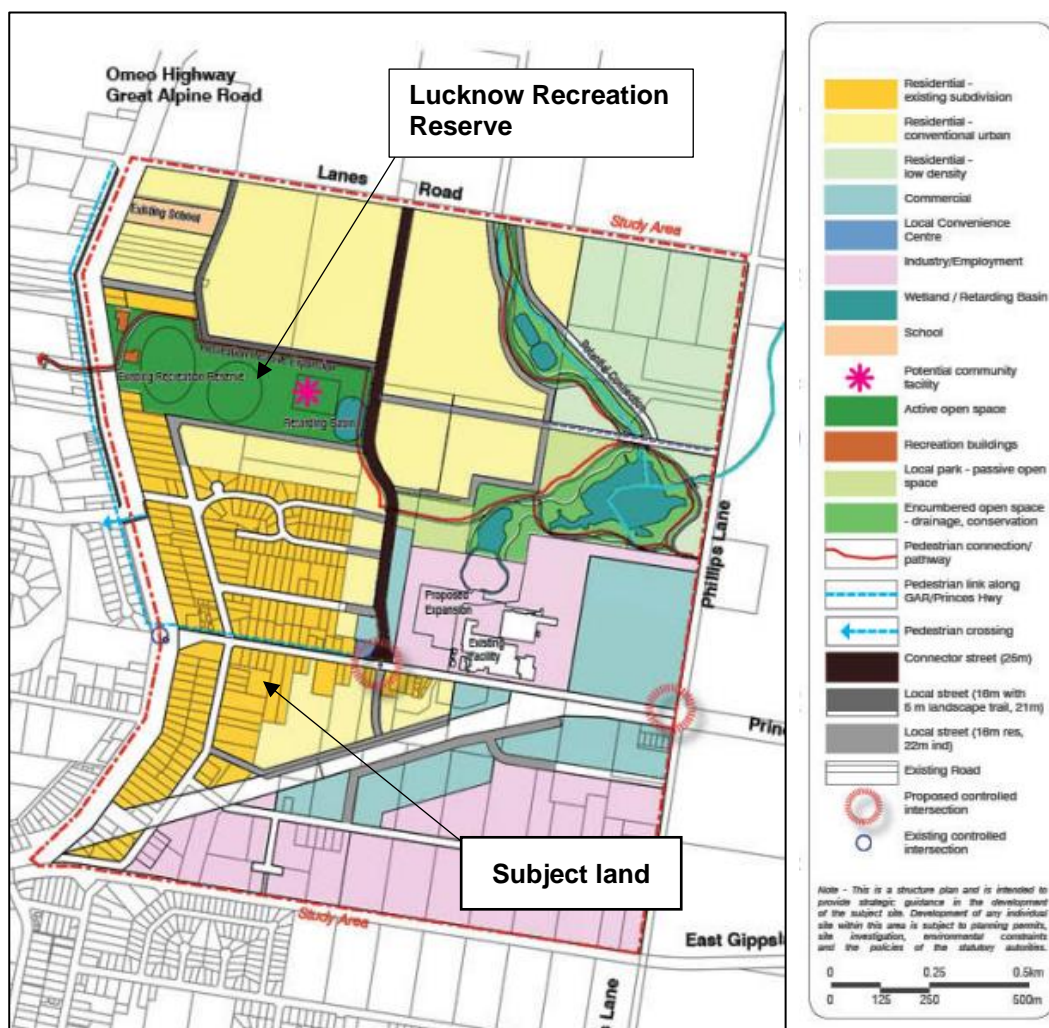 Omeo Highway
Great Alpine Road
Lucknow Recreation
Reserve
Lanes
Road
Study Area
Existing School
Existing Recreation Reserve
Retarding Basin
Potential Connection
Phillips Lane
Proposed
Expansion
Existing
Facility
Subject land
Study Area
East Gippsla
Lane
Residential -
existing subdivision
Residential -
conventional urban
Residential -
low density
Commercial
Local Convenience
Centre
Industry/Employment
Wetland / Retarding Basin
School
Potential community
facility
Active open space
Recreation buildings
Local park - passive open
space
Encumbered open space
- drainage, conservation
Pedestrian connection/
pathway
Pedestrian link along
GAR/Princes Hwy
Pedestrian crossing
Connector street (25m)
Local street (16m with
5 m landscape trail, 21m)
Local street (16m res,
22m ind)
Existing Road
Proposed controlled
intersection
Existing controlled
intersection
Note - This is a structure plan and is intended to
provide strategic guidance in the development
of the subject site. Development of any individual
site within this area is subject to planning permits,
site investigation, environmental constraints
and the policies of the statutory autorities.
0 0.25 0.5km
0 125 250 500m